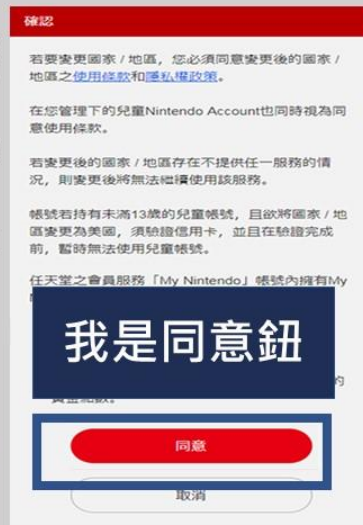 確認
若要變更國家 / 地區，您必須同意變更後的國家 /
地區之使用條款和隱私權政策。
在您管理下的兒童Nintendo Account也同時視為同
意使用條款。
若變更後的國家 / 地區存在不提供任一服務的情
況，則變更後將無法繼續使用該服務。
帳號若持有未滿13歲的兒童帳號，且欲將國家 / 地
區變更為美國，須驗證信用卡，並且在驗證完成
前，暫時無法使用兒童帳號。
任天堂之會員服務「My Nintendo」帳號內擁有My
我是同意鈕
的
同意
取消